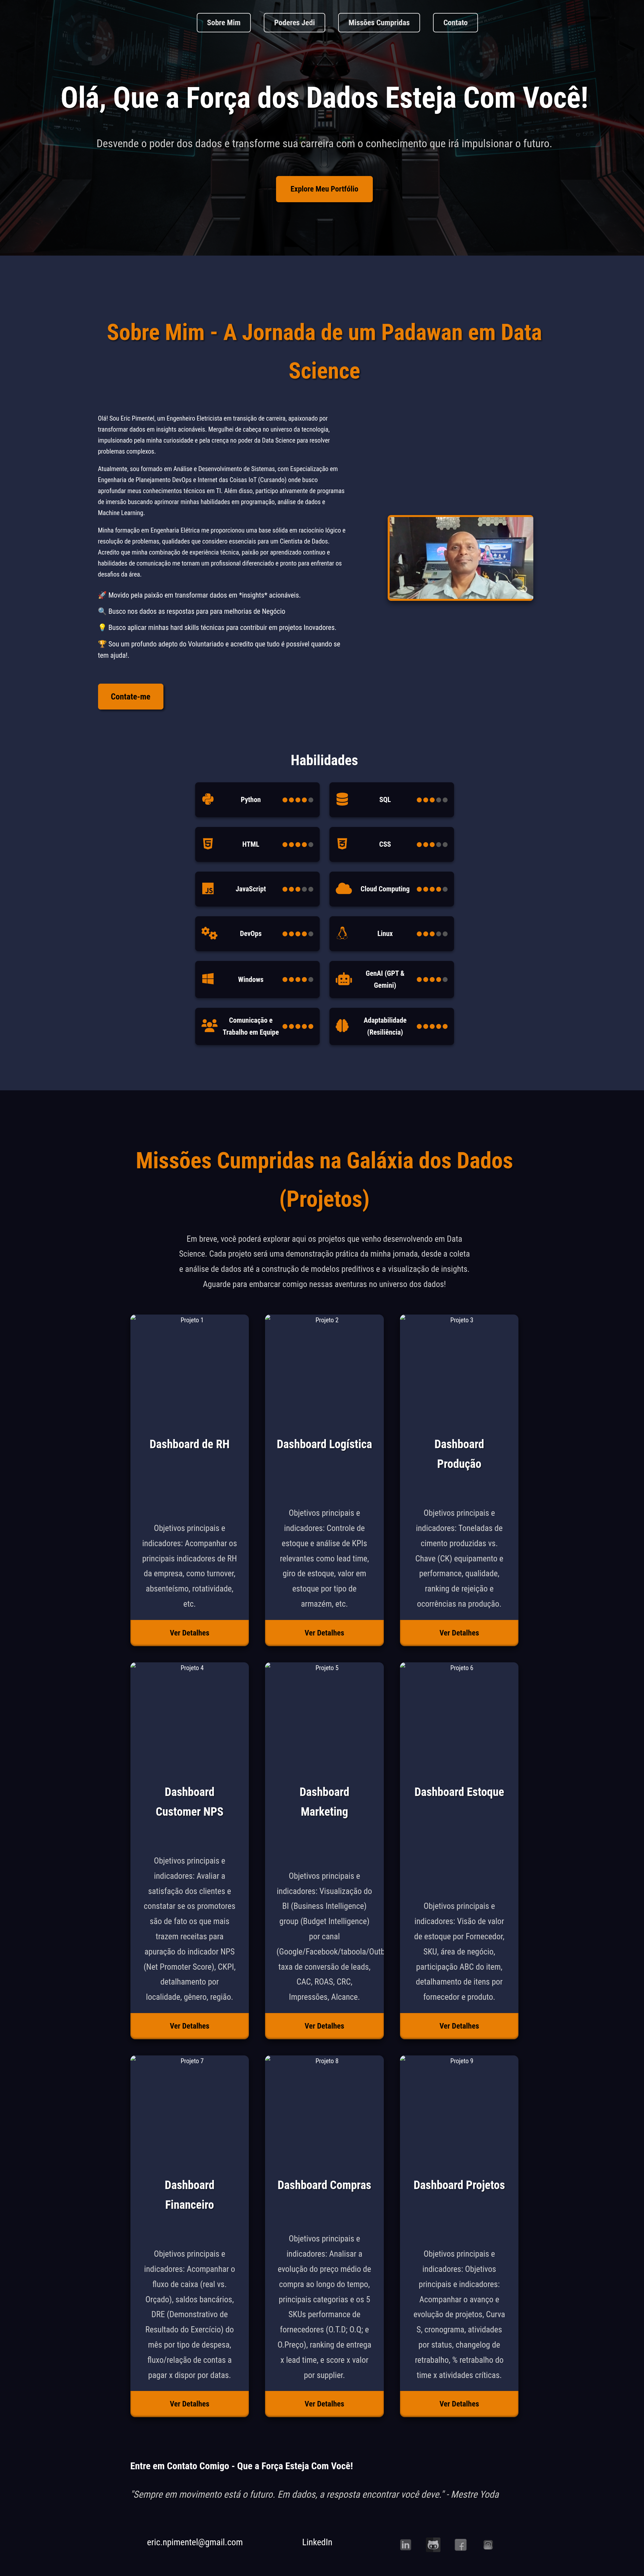 Sobre Mim
Poderes Jedi
Missões Cumpridas
Contato
Olá, Que a Força dos Dados Esteja Com Você!
Desvende o poder dos dados e transforme sua carreira com o conhecimento que irá impulsionar o futuro.
Explore Meu Portfólio
Sobre Mim - A Jornada de um Padawan em Data
Science
Olá! Sou Eric Pimentel, um Engenheiro Eletricista em transição de carreira, apaixonado por
transformar dados em insights acionáveis. Mergulhei de cabeça no universo da tecnologia,
impulsionado pela minha curiosidade e pela crença no poder da Data Science para resolver
problemas complexos.
Atualmente, sou formado em Análise e Desenvolvimento de Sistemas, com Especialização em
Engenharia de Planejamento DevOps e Internet das Coisas IoT (Cursando) onde busco
aprofundar meus conhecimentos técnicos em TI. Além disso, participo ativamente de programas
de imersão buscando aprimorar minhas habilidades em programação, análise de dados e
Machine Learning.
Minha formação em Engenharia Elétrica me proporcionou uma base sólida em raciocínio lógico e
resolução de problemas, qualidades que considero essenciais para um Cientista de Dados.
Acredito que minha combinação de experiência técnica, paixão por aprendizado contínuo e
habilidades de comunicação me tornam um profissional diferenciado e pronto para enfrentar os
desafios da área.
🚀 Movido pela paixão em transformar dados em *insights* acionáveis.
🔍 Busco nos dados as respostas para para melhorias de Negócio
💡 Busco aplicar minhas hard skills técnicas para contribuir em projetos Inovadores.
🏆 Sou um profundo adepto do Voluntariado e acredito que tudo é possível quando se
tem ajuda!.
Contate-me
Habilidades
Python
SQL
HTML
CSS
JavaScript
Cloud Computing
DevOps
Linux
Windows
GenAI (GPT &
Gemini)
Comunicação e
Trabalho em Equipe
Adaptabilidade
(Resiliência)
Missões Cumpridas na Galáxia dos Dados
(Projetos)
Em breve, você poderá explorar aqui os projetos que venho desenvolvendo em Data
Science. Cada projeto será uma demonstração prática da minha jornada, desde a coleta
e análise de dados até a construção de modelos preditivos e a visualização de insights.
Aguarde para embarcar comigo nessas aventuras no universo dos dados!
Projeto 1
Dashboard de RH
Objetivos principais e
indicadores: Acompanhar os
principais indicadores de RH
da empresa, como turnover,
absenteísmo, rotatividade,
etc.
Ver Detalhes
Projeto 2
Dashboard Logística
Objetivos principais e
indicadores: Controle de
estoque e análise de KPIs
relevantes como lead time,
giro de estoque, valor em
estoque por tipo de
armazém, etc.
Ver Detalhes
Projeto 3
Dashboard
Produção
Objetivos principais e
indicadores: Toneladas de
cimento produzidas vs.
Chave (CK) equipamento e
performance, qualidade,
ranking de rejeição e
ocorrências na produção.
Ver Detalhes
Projeto 4
Dashboard
Customer NPS
Objetivos principais e
indicadores: Avaliar a
satisfação dos clientes e
constatar se os promotores
são de fato os que mais
trazem receitas para
apuração do indicador NPS
(Net Promoter Score), CKPI,
detalhamento por
localidade, gênero, região.
Ver Detalhes
Projeto 5
Dashboard
Marketing
Objetivos principais e
indicadores: Visualização do
BI (Business Intelligence)
group (Budget Intelligence)
por canal
(Google/Facebook/taboola/Outb
taxa de conversão de leads,
CAC, ROAS, CRC,
Impressões, Alcance.
Ver Detalhes
Projeto 6
Dashboard Estoque
Objetivos principais e
indicadores: Visão de valor
de estoque por Fornecedor,
SKU, área de negócio,
participação ABC do item,
detalhamento de itens por
fornecedor e produto.
Ver Detalhes
Projeto 7
Dashboard
Financeiro
Objetivos principais e
indicadores: Acompanhar o
fluxo de caixa (real vs.
Orçado), saldos bancários,
DRE (Demonstrativo de
Resultado do Exercício) do
mês por tipo de despesa,
fluxo/relação de contas a
pagar x dispor por datas.
Ver Detalhes
Projeto 8
Dashboard Compras
Objetivos principais e
indicadores: Analisar a
evolução do preço médio de
compra ao longo do tempo,
principais categorias e os 5
SKUs performance de
fornecedores (O.T.D; O.Q; e
O.Preço), ranking de entrega
x lead time, e score x valor
por supplier.
Ver Detalhes
Projeto 9
Dashboard Projetos
Objetivos principais e
indicadores: Objetivos
principais e indicadores:
Acompanhar o avanço e
evolução de projetos, Curva
S, cronograma, atividades
por status, changelog de
retrabalho, % retrabalho do
time x atividades críticas.
Ver Detalhes
Entre em Contato Comigo - Que a Força Esteja Com Você!
"Sempre em movimento está o futuro. Em dados, a resposta encontrar você deve." - Mestre Yoda
eric.npimentel@gmail.com
LinkedIn